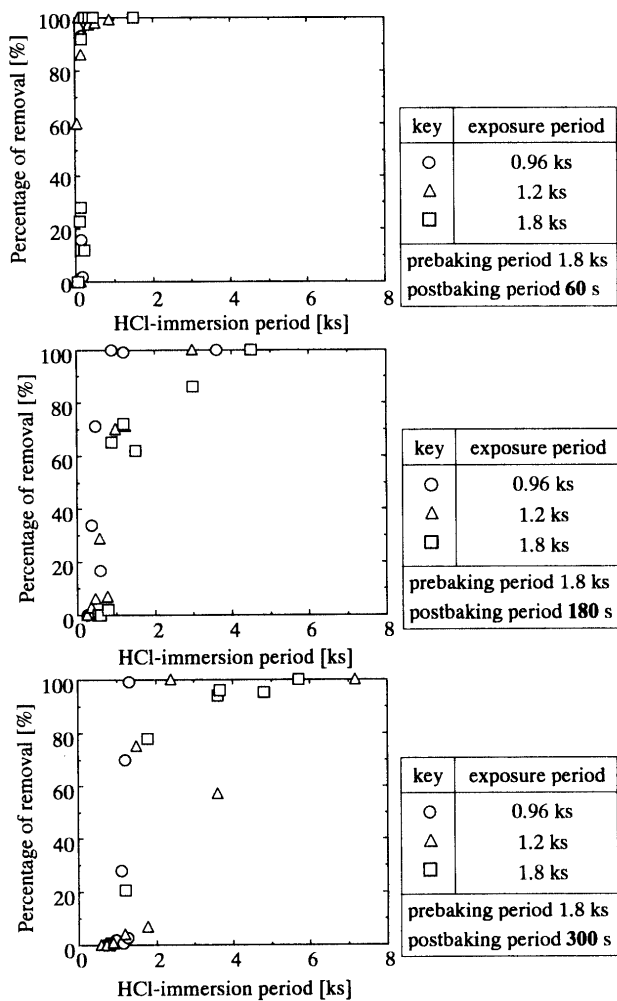 100
80
60
40
20
0
Percentage of removal [%]
0 2 4 6 8
HCl-immersion period [ks]
key exposure period
0.96 ks
1.2 ks
1.8 ks
prebaking period 1.8 ks
postbaking period 60 s
100
80
60
40
20
0
Percentage of removal [%]
0 2 4 6 8
HCl-immersion period [ks]
key exposure period
0.96 ks
1.2 ks
1.8 ks
prebaking period 1.8 ks
postbaking period 180 s
100
80
60
40
20
0
Percentage of removal [%]
0 2 4 6 8
HCl-immersion period [ks]
key exposure period
0.96 ks
1.2 ks
1.8 ks
prebaking period 1.8 ks
postbaking period 300 s